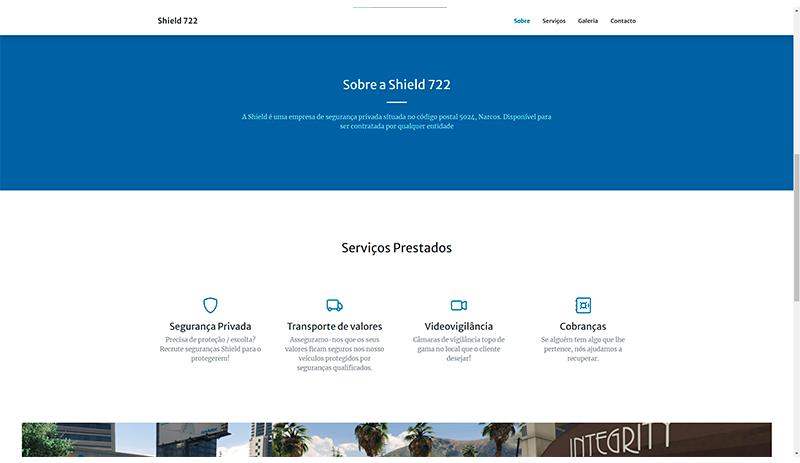 Shield 722
Sobre Serviços Galeria Contacto
Sobre a Shield 722
A Shield é uma empresa de segurança privada situada no código postal 5024, Narcos. Disponível para
ser contratada por qualquer entidade
Serviços Prestados
Segurança Privada
Precisa de proteção / escolta?
Recrute seguranças Shield para o
protegerem!
Transporte de valores
Asseguramo-nos que os seus
valores ficam seguros nos nosso
veículos protegidos por
seguranças qualificados.
Videovigilância
Câmaras de vigilância topo de
gama no local que o cliente
desejar!
Cobranças
Se alguém tem algo que lhe
pertence, nós ajudamos a
recuperar.
INTEGRITY